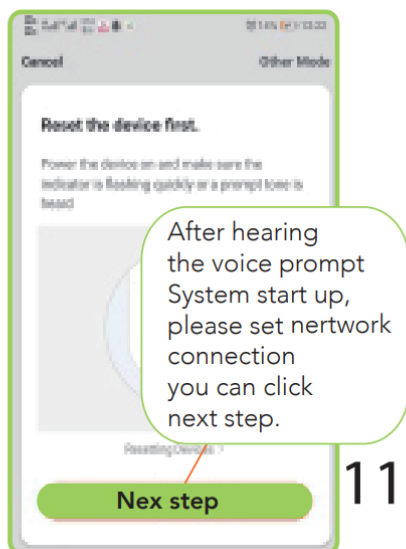 13:22
Cancel Other Mode
Reset the device first.
Power the device on and make sure the
indicator is flashing quickly or a prompt tone is
heard
After hearing
the voice prompt
System start up,
please set nertwork
connection
you can click
next step.
Resetting Devices >
Nex step
11